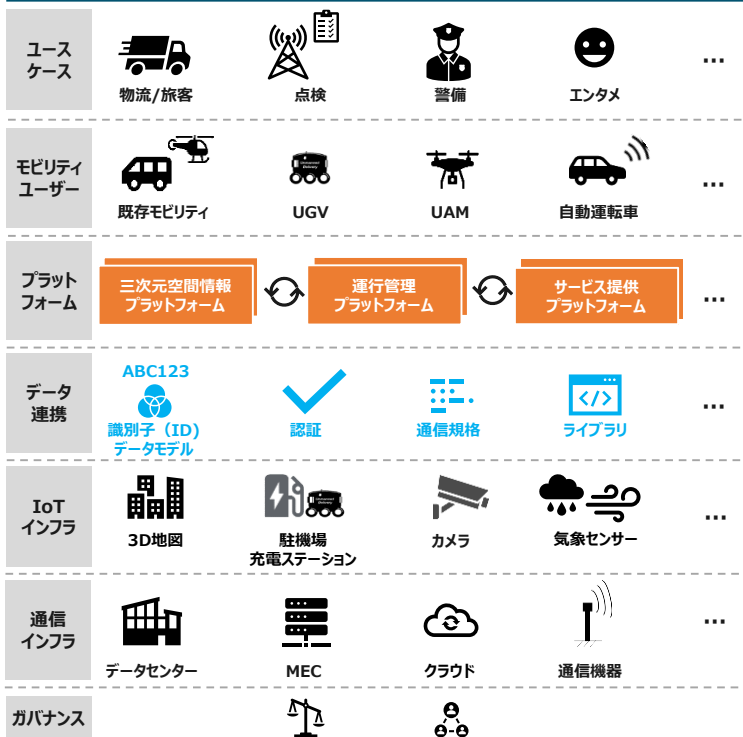 ユース
ケース
物流/旅客
点検
警備
エンタメ
...
モビリティ
ユーザー
既存モビリティ
UGV
UAM
自動運転車
...
プラット
フォーム
三次元空間情報
プラットフォーム
運行管理
プラットフォーム
サービス提供
プラットフォーム
...
データ
連携
ABC123
識別子（ID)
データモデル
認証
通信規格
ライブラリ
...
IoT
インフラ
3D地図
駐機場
充電ステーション
カメラ
気象センサー
...
通信
インフラ
データセンター
MEC
クラウド
通信機器
...
ガバナンス